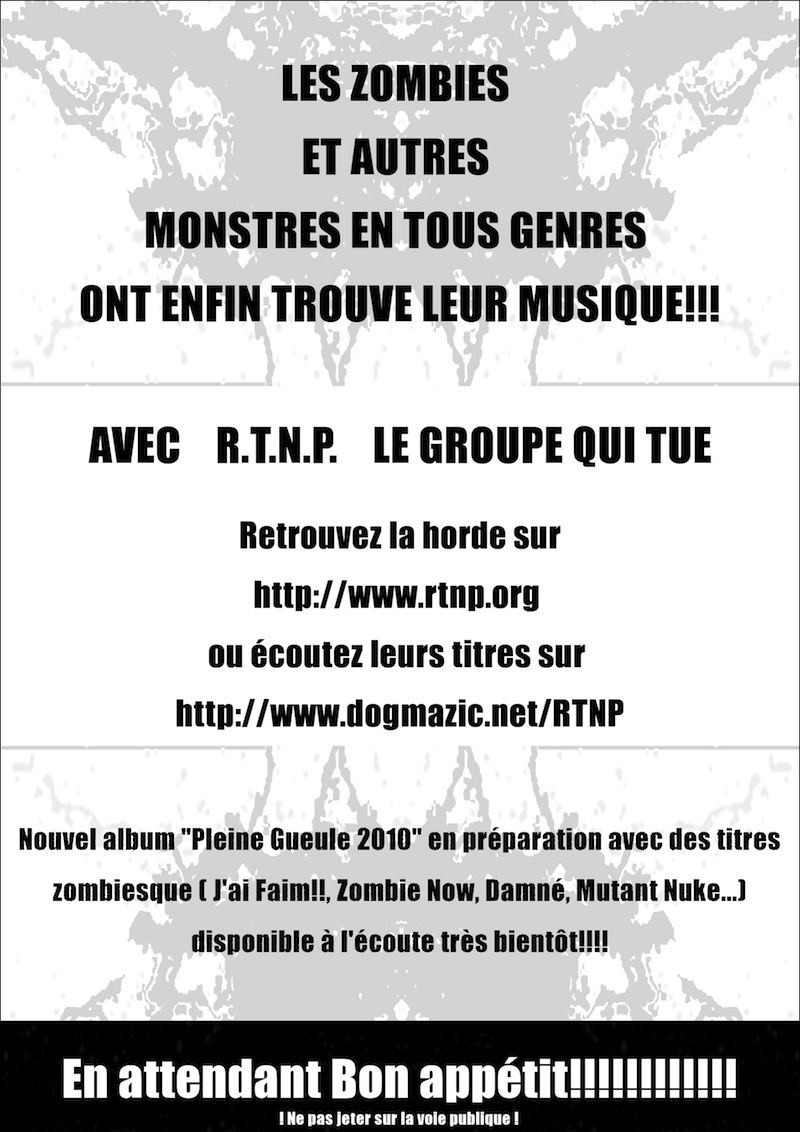 LES ZOMBIES
ET AUTRES
MONSTRES EN TOUS GENRES
ONT ENFIN TROUVE LEUR MUSIQUE!!!
AVEC R.T.N.P. LE GROUPE QUI TUE
Retrouvez la horde sur
http://www.rtnp.org
ou écoutez leurs titres sur
http://www.dogmazic.net/RTNP
Nouvel album "Pleine Gueule 2010" en préparation avec des titres
zombiesque ( J'ai Faim!!, Zombie Now, Damné, Mutant Nuke...)
disponible à l'écoute très bientôt!!!!
En attendant Bon appétit!!!!!!!!!!!!!
! Ne pas jeter sur la voie publique !